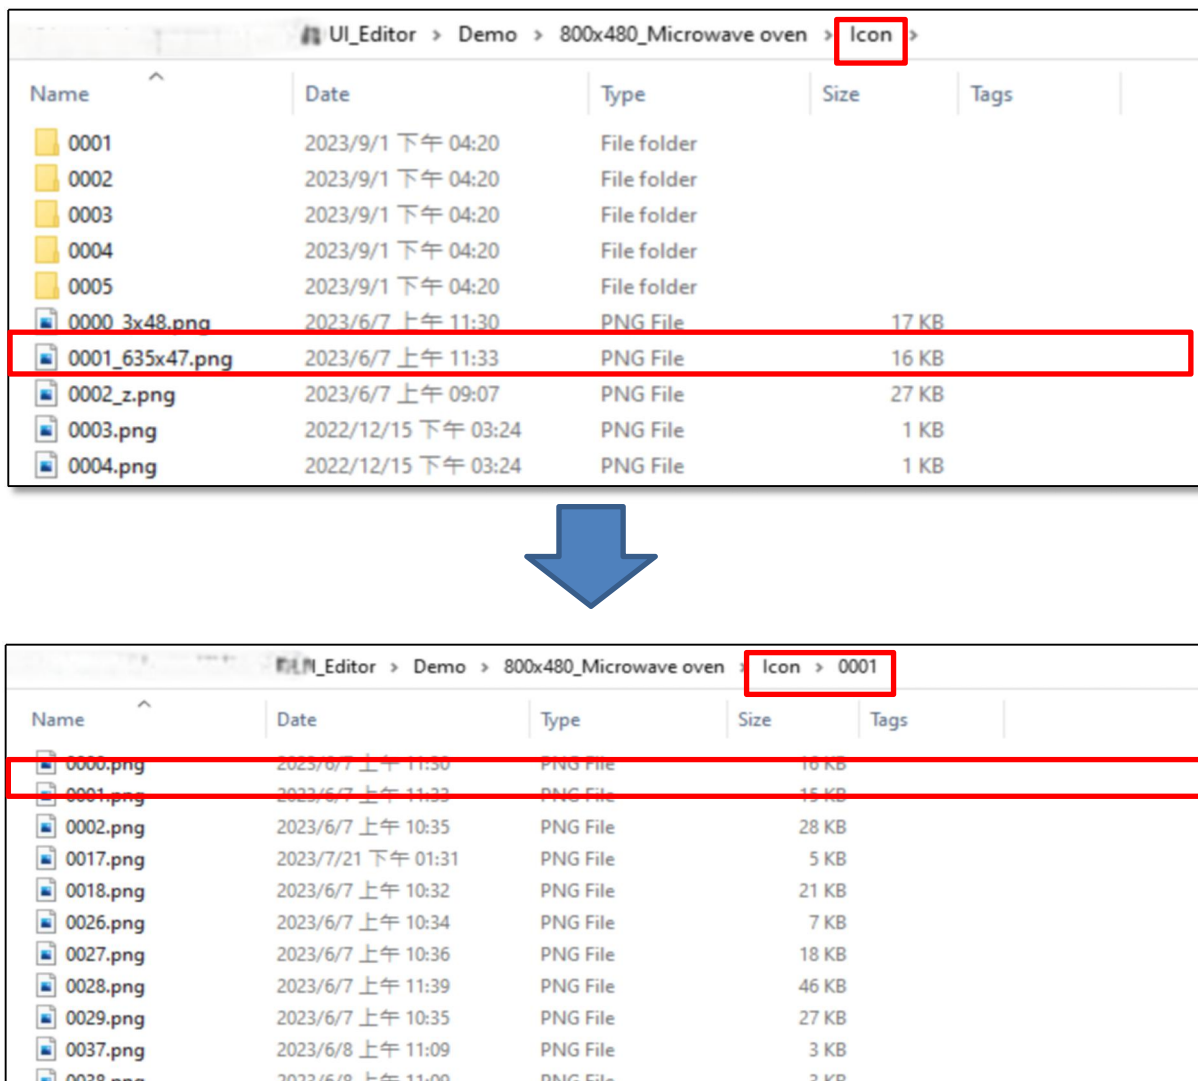 UI_Editor > Demo > 800x480_Microwave oven > Icon >
Name Date Type Size Tags
0001 2023/9/1 下午 04:20 File folder
0002 2023/9/1 下午 04:20 File folder
0003 2023/9/1 下午 04:20 File folder
0004 2023/9/1 下午 04:20 File folder
0005 2023/9/1 下午 04:20 File folder
0000_3x48.png 2023/6/7 上午 11:30 PNG File 17 KB
0001_635x47.png 2023/6/7 上午 11:33 PNG File 16 KB
0002_z.png 2023/6/7 上午 09:07 PNG File 27 KB
0003.png 2022/12/15 下午 03:24 PNG File 1 KB
0004.png 2022/12/15 下午 03:24 PNG File 1 KB
_Editor > Demo > 800x480_Microwave oven > Icon > 0001
Name Date Type Size Tags
0000.png 2023/6/7 上午 11:30 PNG File 16 KB
0001.png 2023/6/7 上午 11:33 PNG File 15 KB
0002.png 2023/6/7 上午 10:35 PNG File 28 KB
0017.png 2023/7/21 下午 01:31 PNG File 5 KB
0018.png 2023/6/7 上午 10:32 PNG File 21 KB
0026.png 2023/6/7 上午 10:34 PNG File 7 KB
0027.png 2023/6/7 上午 10:36 PNG File 18 KB
0028.png 2023/6/7 上午 11:39 PNG File 46 KB
0029.png 2023/6/7 上午 10:35 PNG File 27 KB
0037.png 2023/6/8 上午 11:09 PNG File 3 KB
0038.png 2023/6/8 上午 11:09 PNG File 3 KB